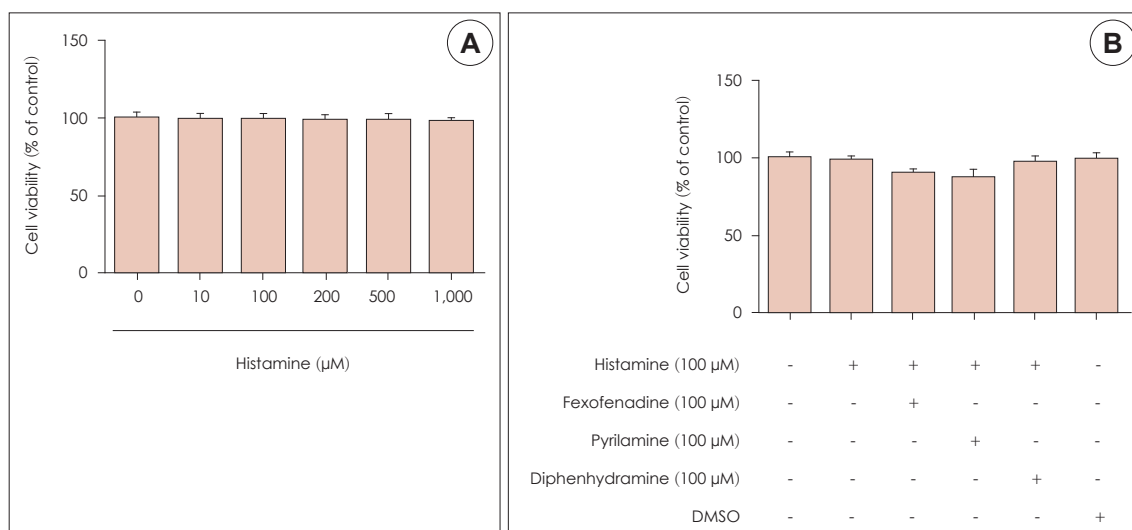 A
150
100
50
0
Cell viability (% of control)
0 10 100 200 500 1,000
Histamine (µM)
B
150
100
50
0
Cell viability (% of control)
Histamine (100 µM) - + + + + -
Fexofenadine (100 µM) - - + - - -
Pyrilamine (100 µM) - - - + - -
Diphenhydramine (100 µM) - - - - + -
DMSO - - - - - +